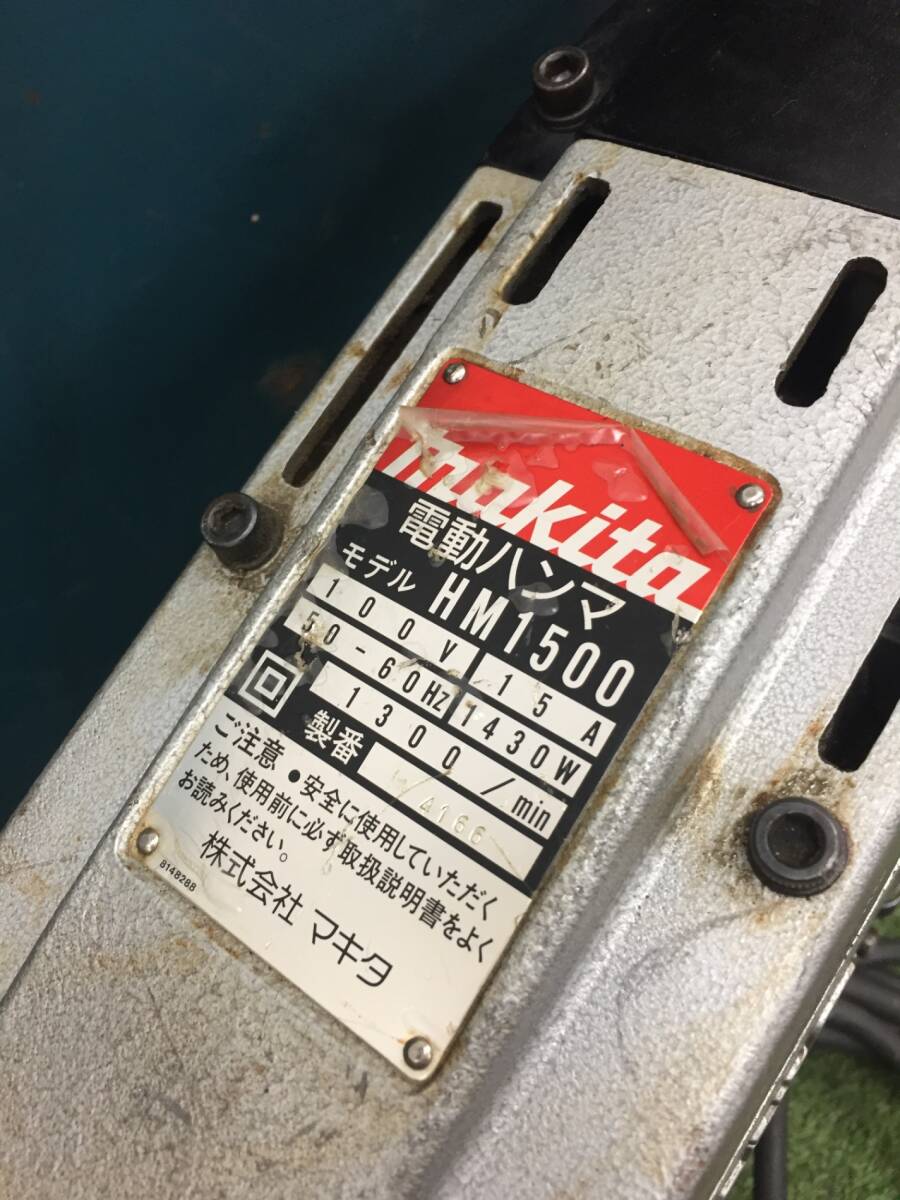 makita
電動ハンマ
モデル HM1500
100V 15A
50-60Hz 1430W
1300/min
製番 4166
ご注意 ●安全に使用していただく
ため、使用前に必ず取扱説明書をよく
お読みください。
株式会社 マキタ
8148288